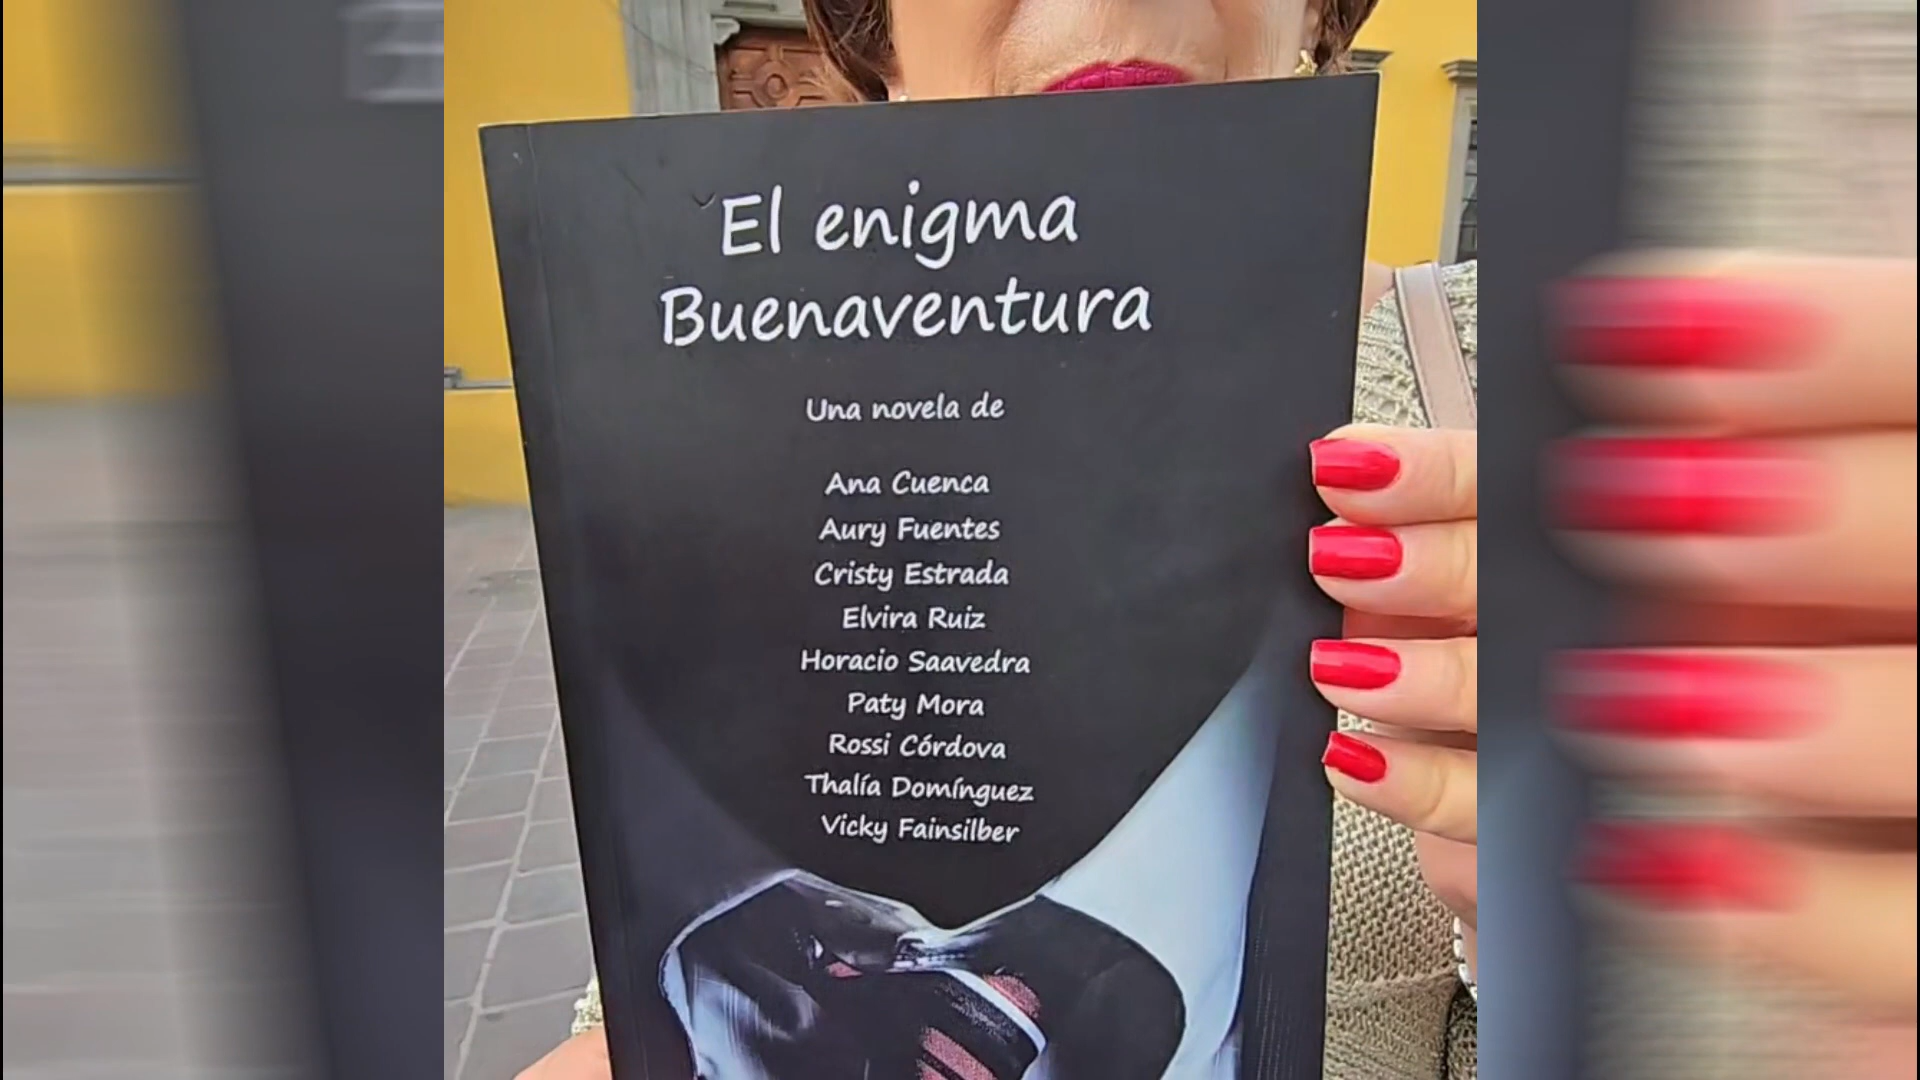 El enigma
Buenaventura
Una novela de
Ana Cuenca
Aury Fuentes
Cristy Estrada
Elvira Ruiz
Horacio Saavedra
Paty Mora
Rossi Córdova
Thalía Domínguez
Vicky Fainsilber